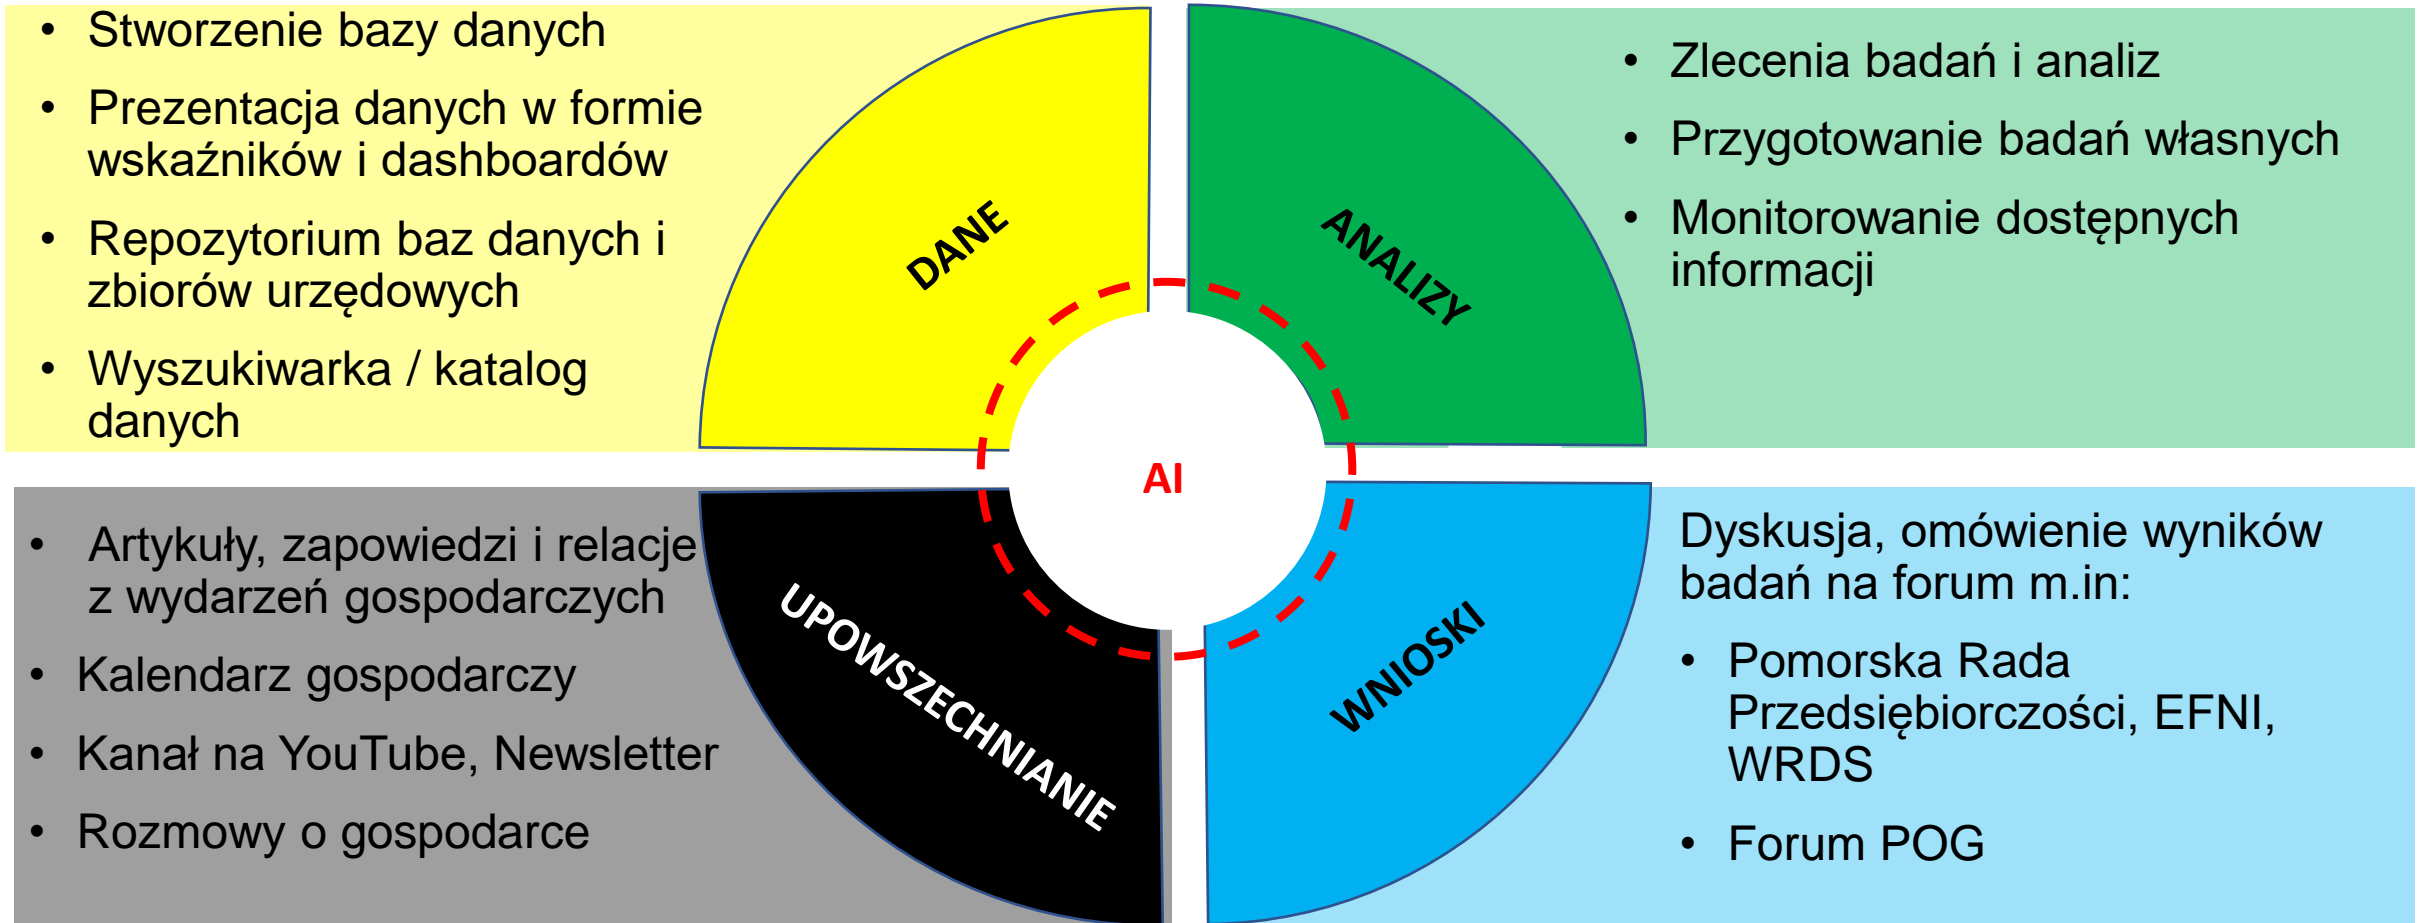 • Stworzenie bazy danych
• Prezentacja danych w formie
wskaźników i dashboardów
• Repozytorium baz danych i
zbiorów urzędowych
• Wyszukiwarka / katalog
danych
DANE
ANALIZY
• Zlecenia badań i analiz
• Przygotowanie badań własnych
• Monitorowanie dostępnych
informacji
AI
• Artykuły, zapowiedzi i relacje
z wydarzeń gospodarczych
• Kalendarz gospodarczy
• Kanał na YouTube, Newsletter
• Rozmowy o gospodarce
UPOWSZECHNIANIE
WNIOSKI
Dyskusja, omówienie wyników
badań na forum m.in:
• Pomorska Rada
Przedsiębiorczości, EFNI,
WRDS
• Forum POG